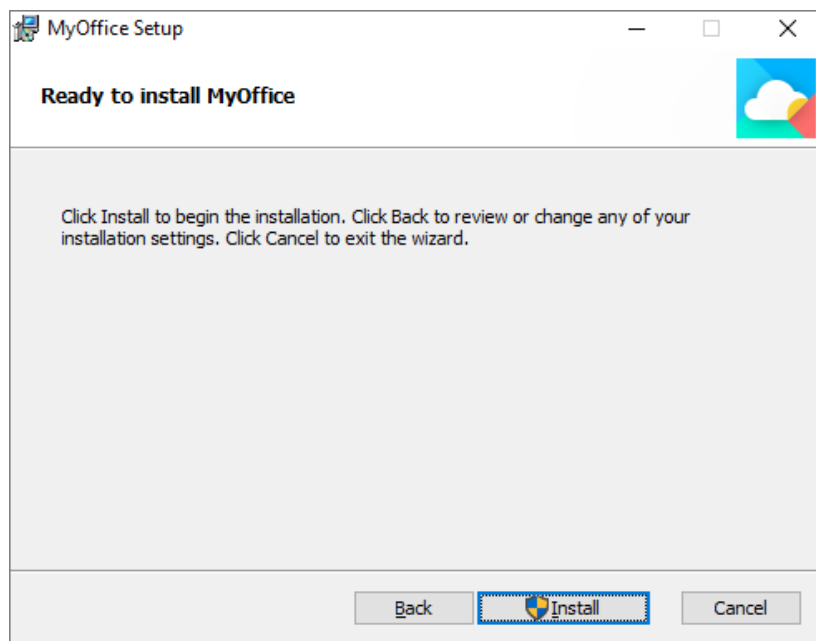 MyOffice Setup
Ready to install MyOffice
Click Install to begin the installation. Click Back to review or change any of your
installation settings. Click Cancel to exit the wizard.
Back Install Cancel